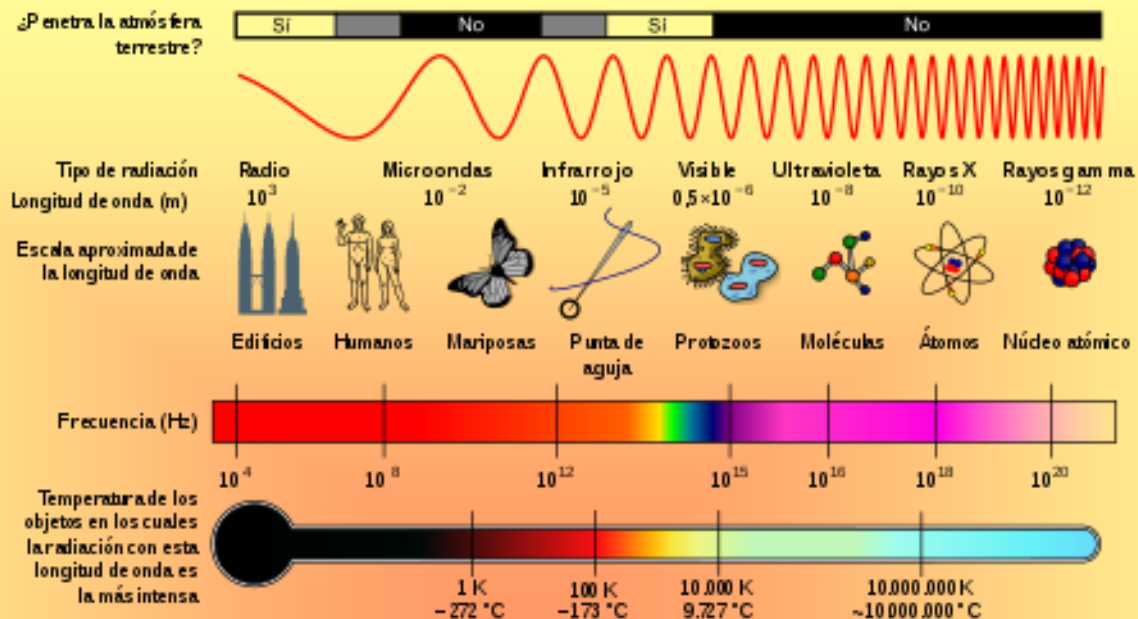 ¿Penetra la atmósfera
terrestre?
Sí No Sí No
Tipo de radiación Radio Microondas Infrarrojo Visible Ultravioleta Rayos X Rayos gamma
Longitud de onda (m) 10³ 10⁻² 10⁻⁵ 0,5×10⁻⁶ 10⁻⁸ 10⁻¹⁰ 10⁻¹²
Escala aproximada de
la longitud de onda
Edificios Humanos Mariposas Punta de Protozoos Moléculas Átomos Núcleo atómico
aguja
Frecuencia (Hz)
10⁴ 10⁸ 10¹² 10¹⁵ 10¹⁶ 10¹⁸ 10²⁰
Temperatura de los
objetos en los cuales
la radiación con esta
longitud de onda es
la más intensa
1 K 100 K 10.000 K 10.000.000 K
−272 °C −173 °C 9.727 °C ~10.000.000 °C